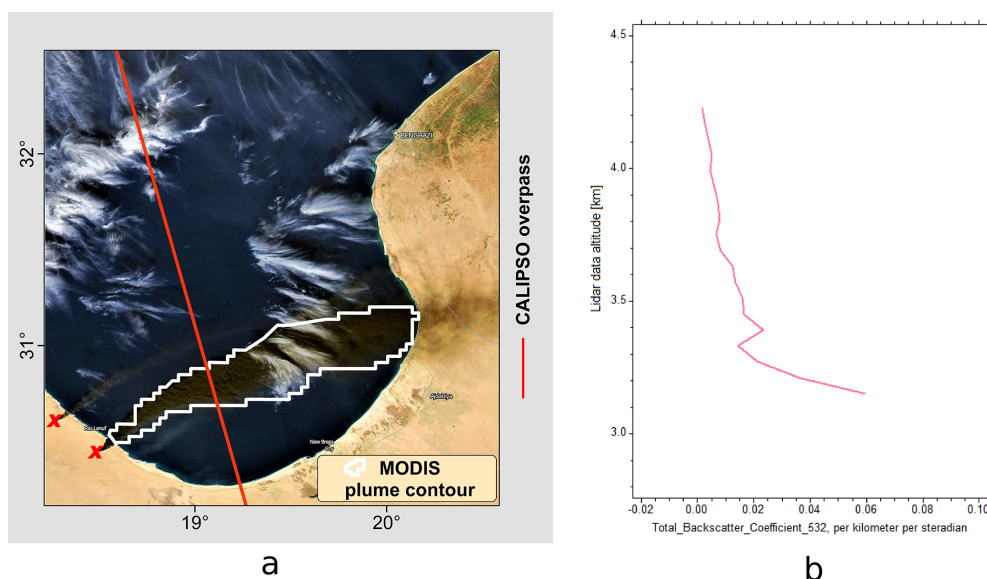 32°
31°
19°
20°
BENGHAZI
Ras Lanuf
Ajdabiya
New Brega
x
x
MODIS
plume contour
CALIPSO overpass
a
4.5
4.0
3.5
3.0
Lidar data altitude [km]
-0.02
0.00
0.02
0.04
0.06
0.08
0.10
Total_Backscatter_Coefficient_532, per kilometer per steradian
b